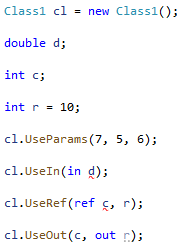 Class1 cl = new Class1();
double d;
int c;
int r = 10;
cl.UseParams(7, 5, 6);
cl.UseIn(in d);
cl.UseRef(ref c, r);
cl.UseOut(c, out r);